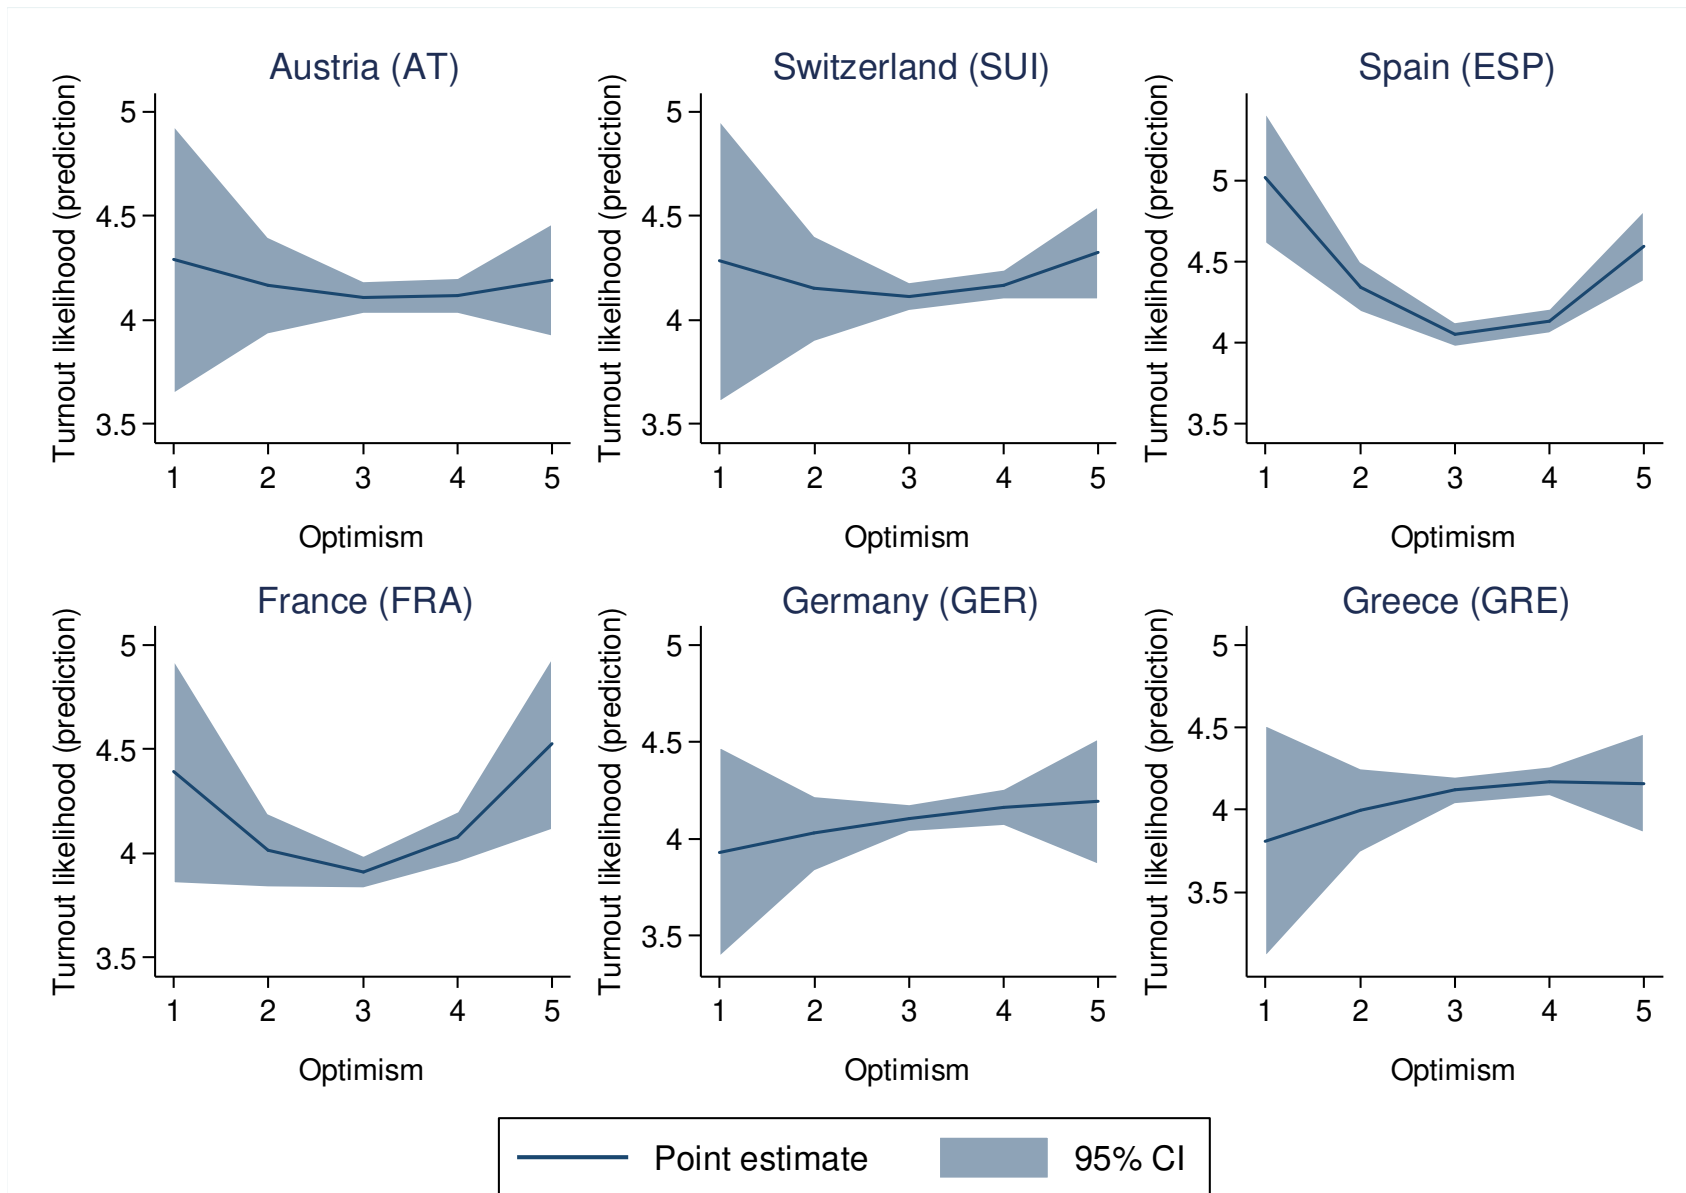 Austria (AT)
Turnout likelihood (prediction)
5
4.5
4
3.5
1 2 3 4 5
Optimism
Switzerland (SUI)
Turnout likelihood (prediction)
5
4.5
4
3.5
1 2 3 4 5
Optimism
Spain (ESP)
Turnout likelihood (prediction)
5
4.5
4
3.5
1 2 3 4 5
Optimism
France (FRA)
Turnout likelihood (prediction)
5
4.5
4
3.5
1 2 3 4 5
Optimism
Germany (GER)
Turnout likelihood (prediction)
5
4.5
4
3.5
1 2 3 4 5
Optimism
Greece (GRE)
Turnout likelihood (prediction)
5
4.5
4
3.5
1 2 3 4 5
Optimism
Point estimate 95% CI